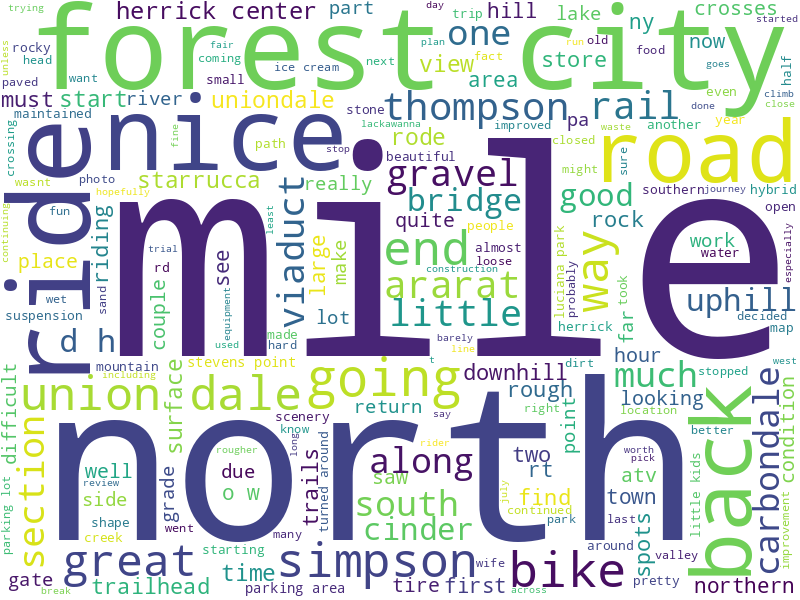 trying
herrick center
part
day
trip
hill
lake
crosses
started
unless
rocky
head
fair
coming
forest city
one
ny
now
plan
fact
run
old
food
goes
half
paved
want
small
ice cream
next
view
area
store
even
climb
close
must
start
river
uniondale
stone
thompson rail
another
done
maintained
crossing
nice
path
lackawanna
stop
improved
pa
waste
year
road
fine
rode
closed
wasnt
photo
starrucca
really
beautiful
gravel
might
sure
southern
journey
hybrid
hopefully
ride
fun
riding
viaduct
bridge
good
open
quite
people
rock
way
especially
place
rd
trial
see
large
make
end
almost
loose
work
water
continuing
wet
sand
least
construction
luciana park
probably
suspension
couple
equipment
lot
ararat
far
took
uphill
decided
map
d h
used
made
hard
little
barely
line
herrick
mile
mountain
stevens point
t
dirt
hour
west
including
downhill
difficult
union dale
going
rough
much
stopped
section
surface
scenery
return
say
right
point
looking
location
back
better
carbondale
condition
know
north
rougher
long
trails
turned around
rider
two
worth
pick
well
grade
due
along
rt
atv
little kids
review
o w
saw
july
find
town
side
shape
went
many
south
continued
park
last
improvement
parking lot
creek
cinder
spots
around
valley
great
starting
simpson
wife
bike
pretty
gate
trailhead
time
tire
first
northern
break
parking area
across